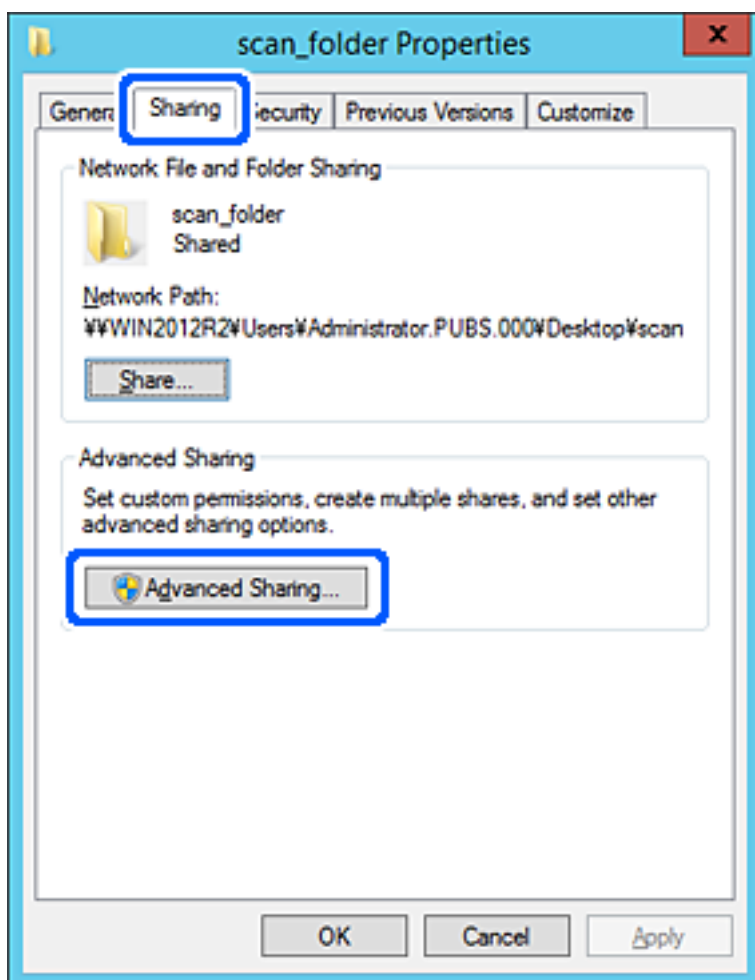 scan_folder Properties
x
General Sharing Security Previous Versions Customize
Network File and Folder Sharing
scan_folder
Shared
Network Path:
¥¥WIN2012R2¥Users¥Administrator.PUBS.000¥Desktop¥scan
Share...
Advanced Sharing
Set custom permissions, create multiple shares, and set other
advanced sharing options.
Advanced Sharing...
OK Cancel Apply